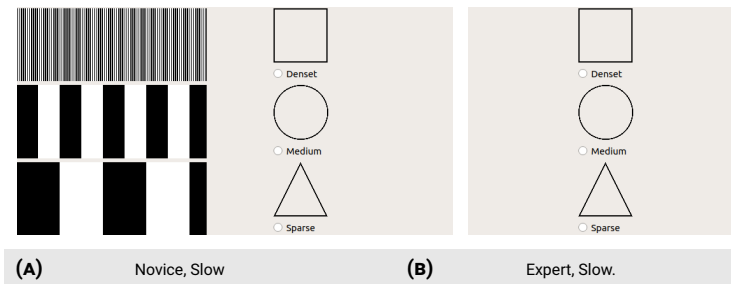 Denset
Medium
Sparse
Denset
Medium
Sparse
(A) Novice, Slow
(B) Expert, Slow.